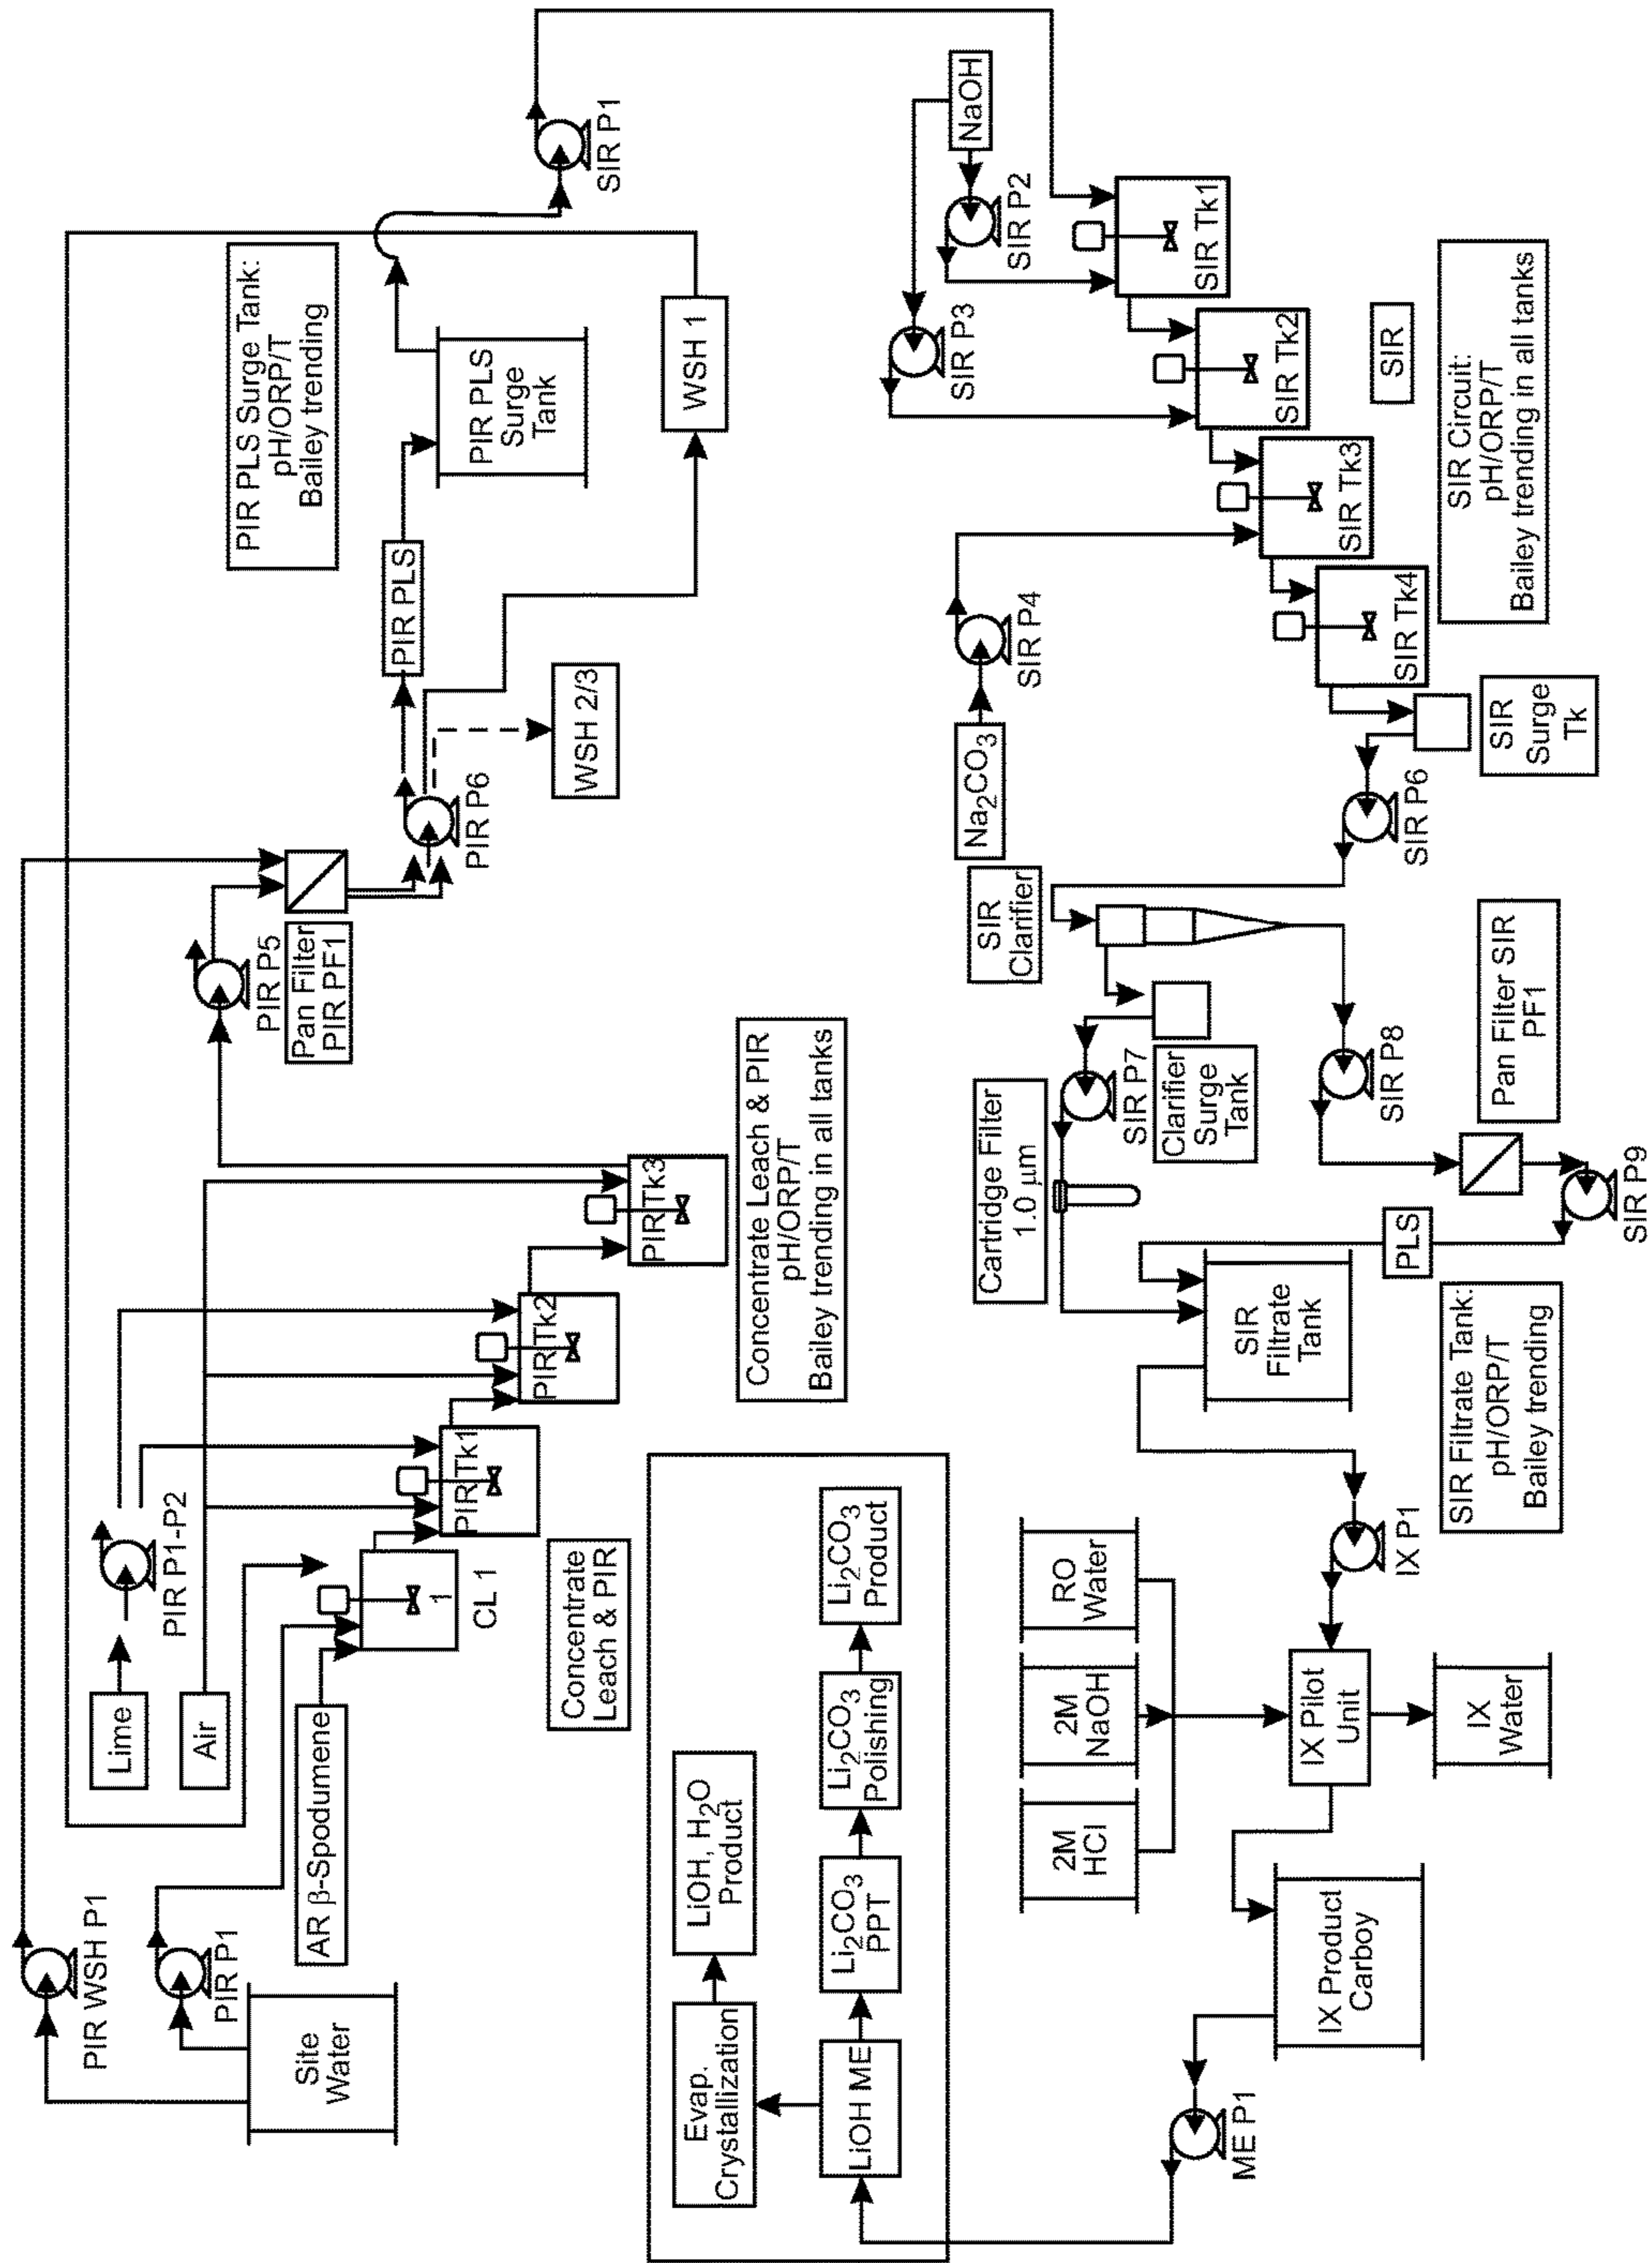 PIR WSH P1
PIR P1
Site
Water
Lime
PIR P1-P2
Air
AR β-Spodumene
1
CL 1
PIR Tk1
PIR Tk2
PIR Tk3
Concentrate
Leach & PIR
Concentrate Leach & PIR
pH/ORP/T
Bailey trending in all tanks
PIR P5
Pan Filter
PIR PF1
PIR P6
WSH 2/3
PIR PLS
PIR PLS
Surge
Tank
PIR PLS Surge Tank:
pH/ORP/T
Bailey trending
WSH 1
SIR P1
NaOH
SIR P2
SIR P3
SIR Tk1
SIR Tk2
SIR Tk3
SIR Tk4
SIR
SIR Circuit:
pH/ORP/T
Bailey trending in all tanks
Na2CO3
SIR P4
SIR
Surge
Tk
SIR P6
SIR
Clarifier
Clarifier
Surge
Tank
SIR P7
Cartridge Filter
1.0 μm
SIR P8
Pan Filter SIR
PF1
SIR P9
PLS
SIR
Filtrate
Tank
SIR Filtrate Tank:
pH/ORP/T
Bailey trending
IX P1
RO
Water
2M
NaOH
2M
HCl
IX Pilot
Unit
IX
Water
IX Product
Carboy
ME P1
LiOH ME
Evap.
Crystallization
LiOH, H2O
Product
Li2CO3
PPT
Li2CO3
Polishing
Li2CO3
Product